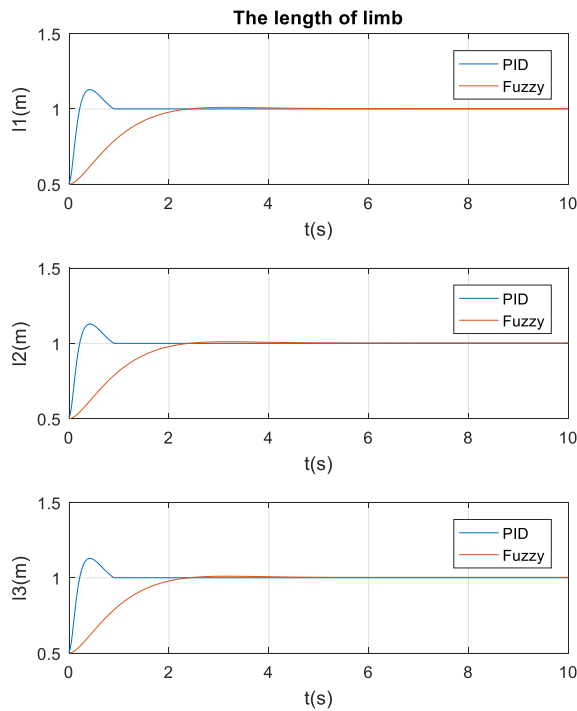 The length of limb
1.5
PID
Fuzzy
l1(m)
1
0.5
0 2 4 6 8 10
t(s)
1.5
PID
Fuzzy
l2(m)
1
0.5
0 2 4 6 8 10
t(s)
1.5
PID
Fuzzy
l3(m)
1
0.5
0 2 4 6 8 10
t(s)